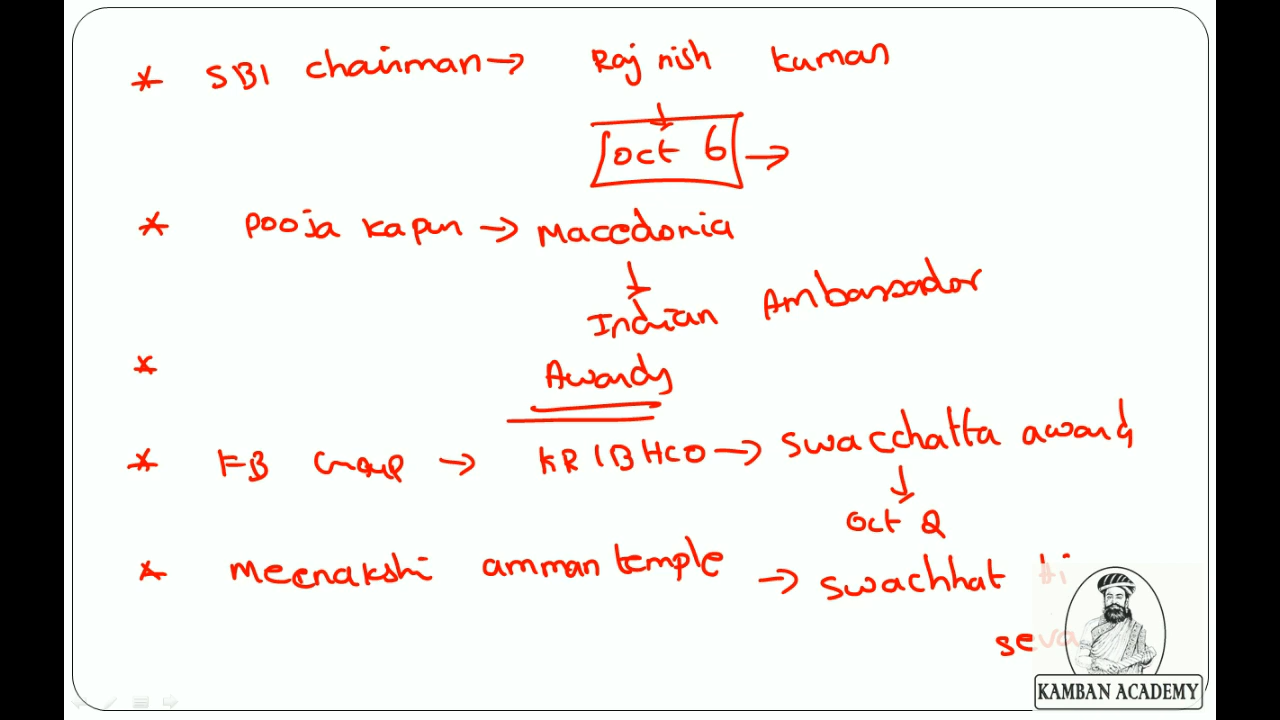 * SBI chairman → Rajnish kumar
↓
oct 6 →
* Pooja kapur → Macedonia
↓
Indian Ambassador
*
Awards
* FB Group → KRIBHCO → Swacchatta award
↓
Oct 2
* Meenakshi amman temple → Swachhat Hi
seva
KAMBAN ACADEMY